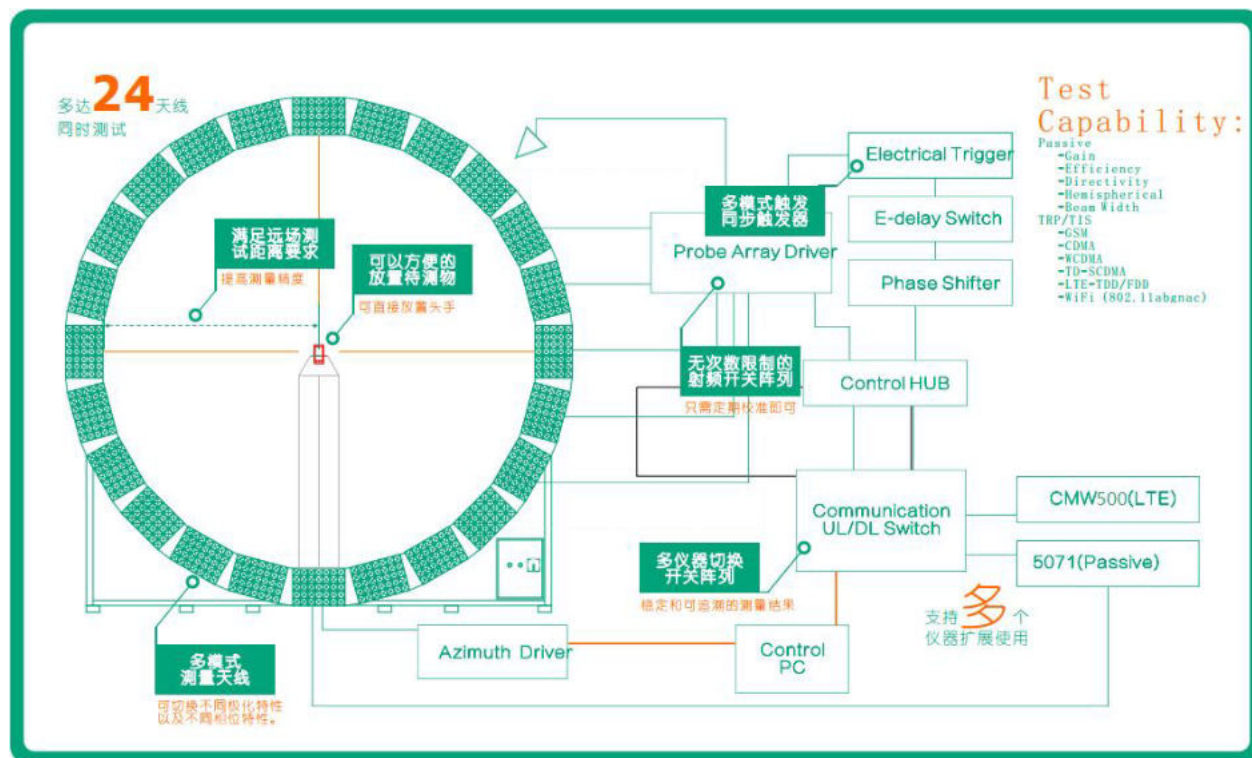 多达24天线
同时测试
满足远场测
试距离要求
提高测量精度
可以方便的
放置待测物
可直接放置头手
多模式触发
同步触发器
Probe Array Driver
Electrical Trigger
E-delay Switch
Phase Shifter
Test
Capability:
Passive
-Gain
-Efficiency
-Directivity
-Hemispherical
-Beam Width
TRP/TIS
-GSM
-CDMA
-WCDMA
-TD-SCDMA
-LTE-TDD/FDD
-WiFi (802.11abgnac)
无次数限制的
射频开关阵列
只需定期校准即可
Control HUB
Communication
UL/DL Switch
CMW500(LTE)
5071(Passive)
多仪器切换
开关阵列
稳定和可追溯的测量结果
支持多个
仪器扩展使用
Azimuth Driver
Control
PC
多模式
测量天线
可切换不同极化特性
以及不同相位特性。